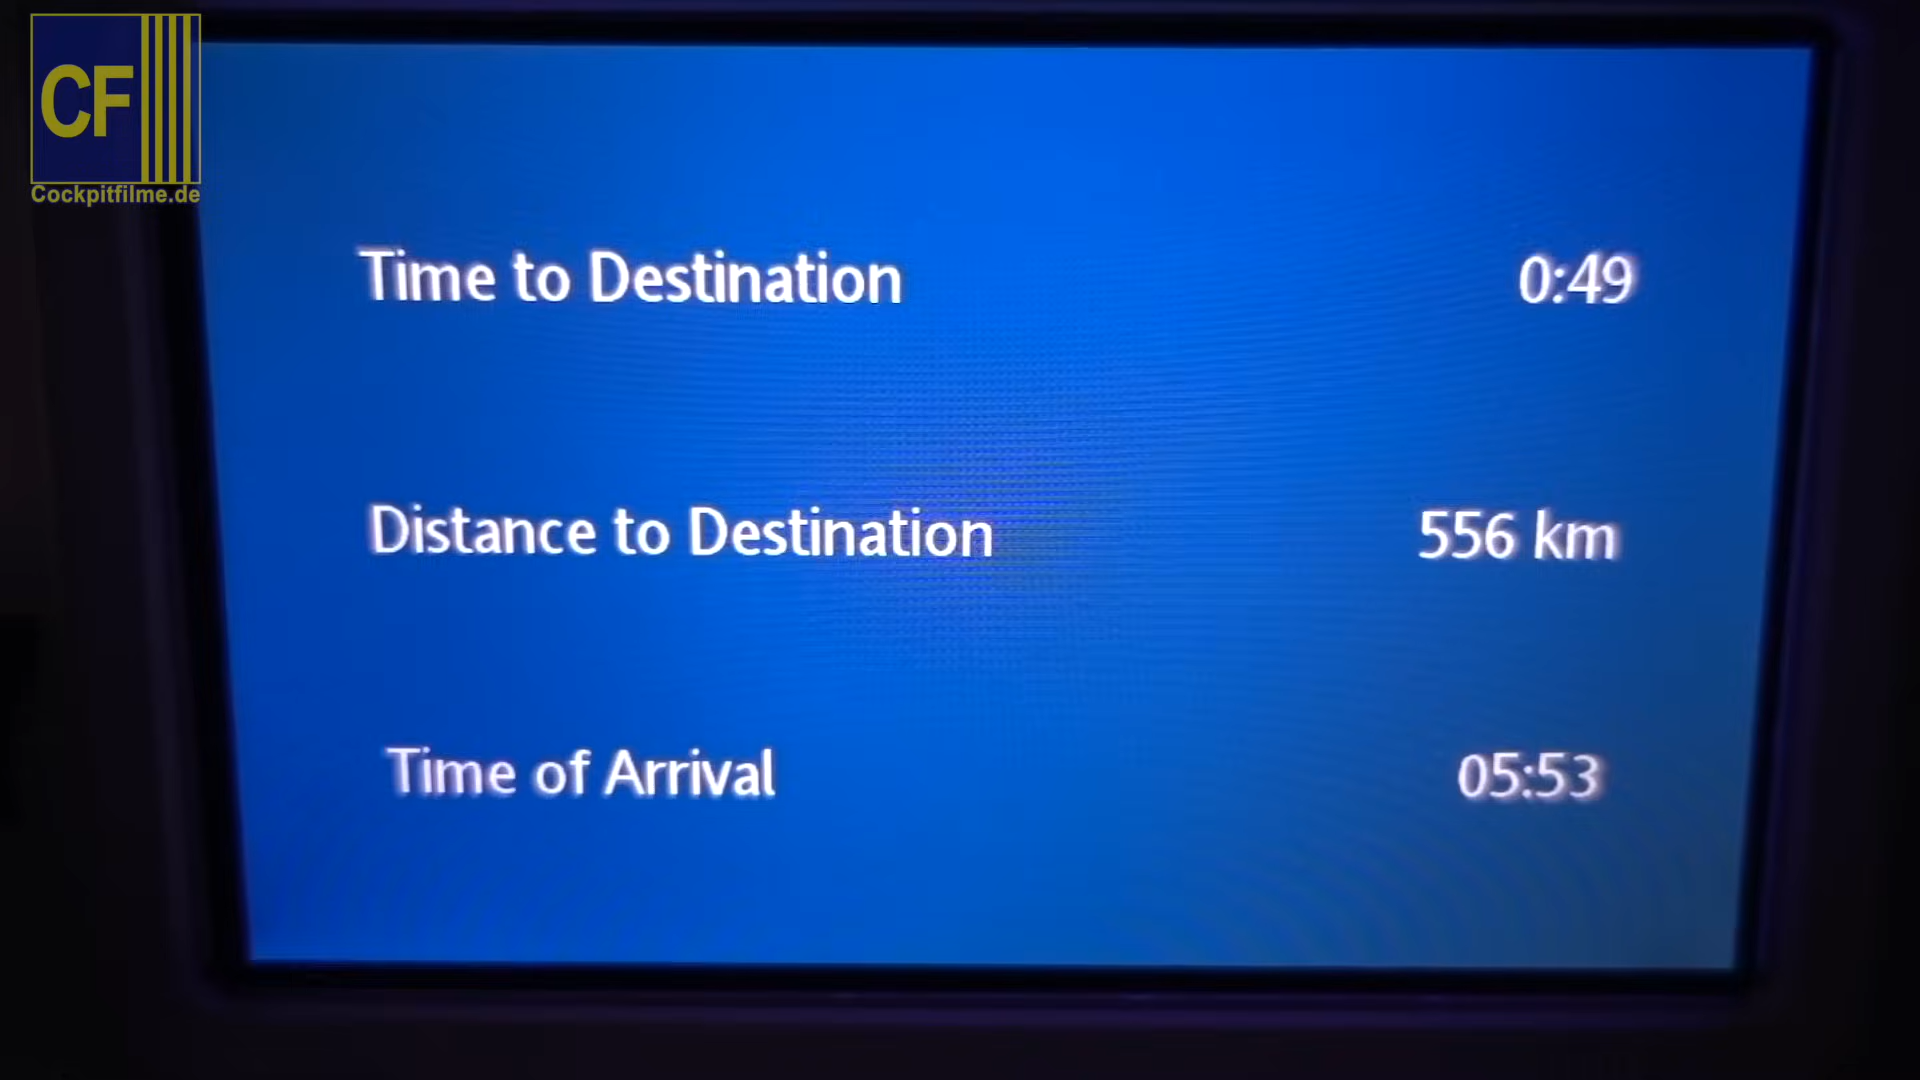 CF
Cockpitfilme.de
Time to Destination 0:49
Distance to Destination 556 km
Time of Arrival 05:53